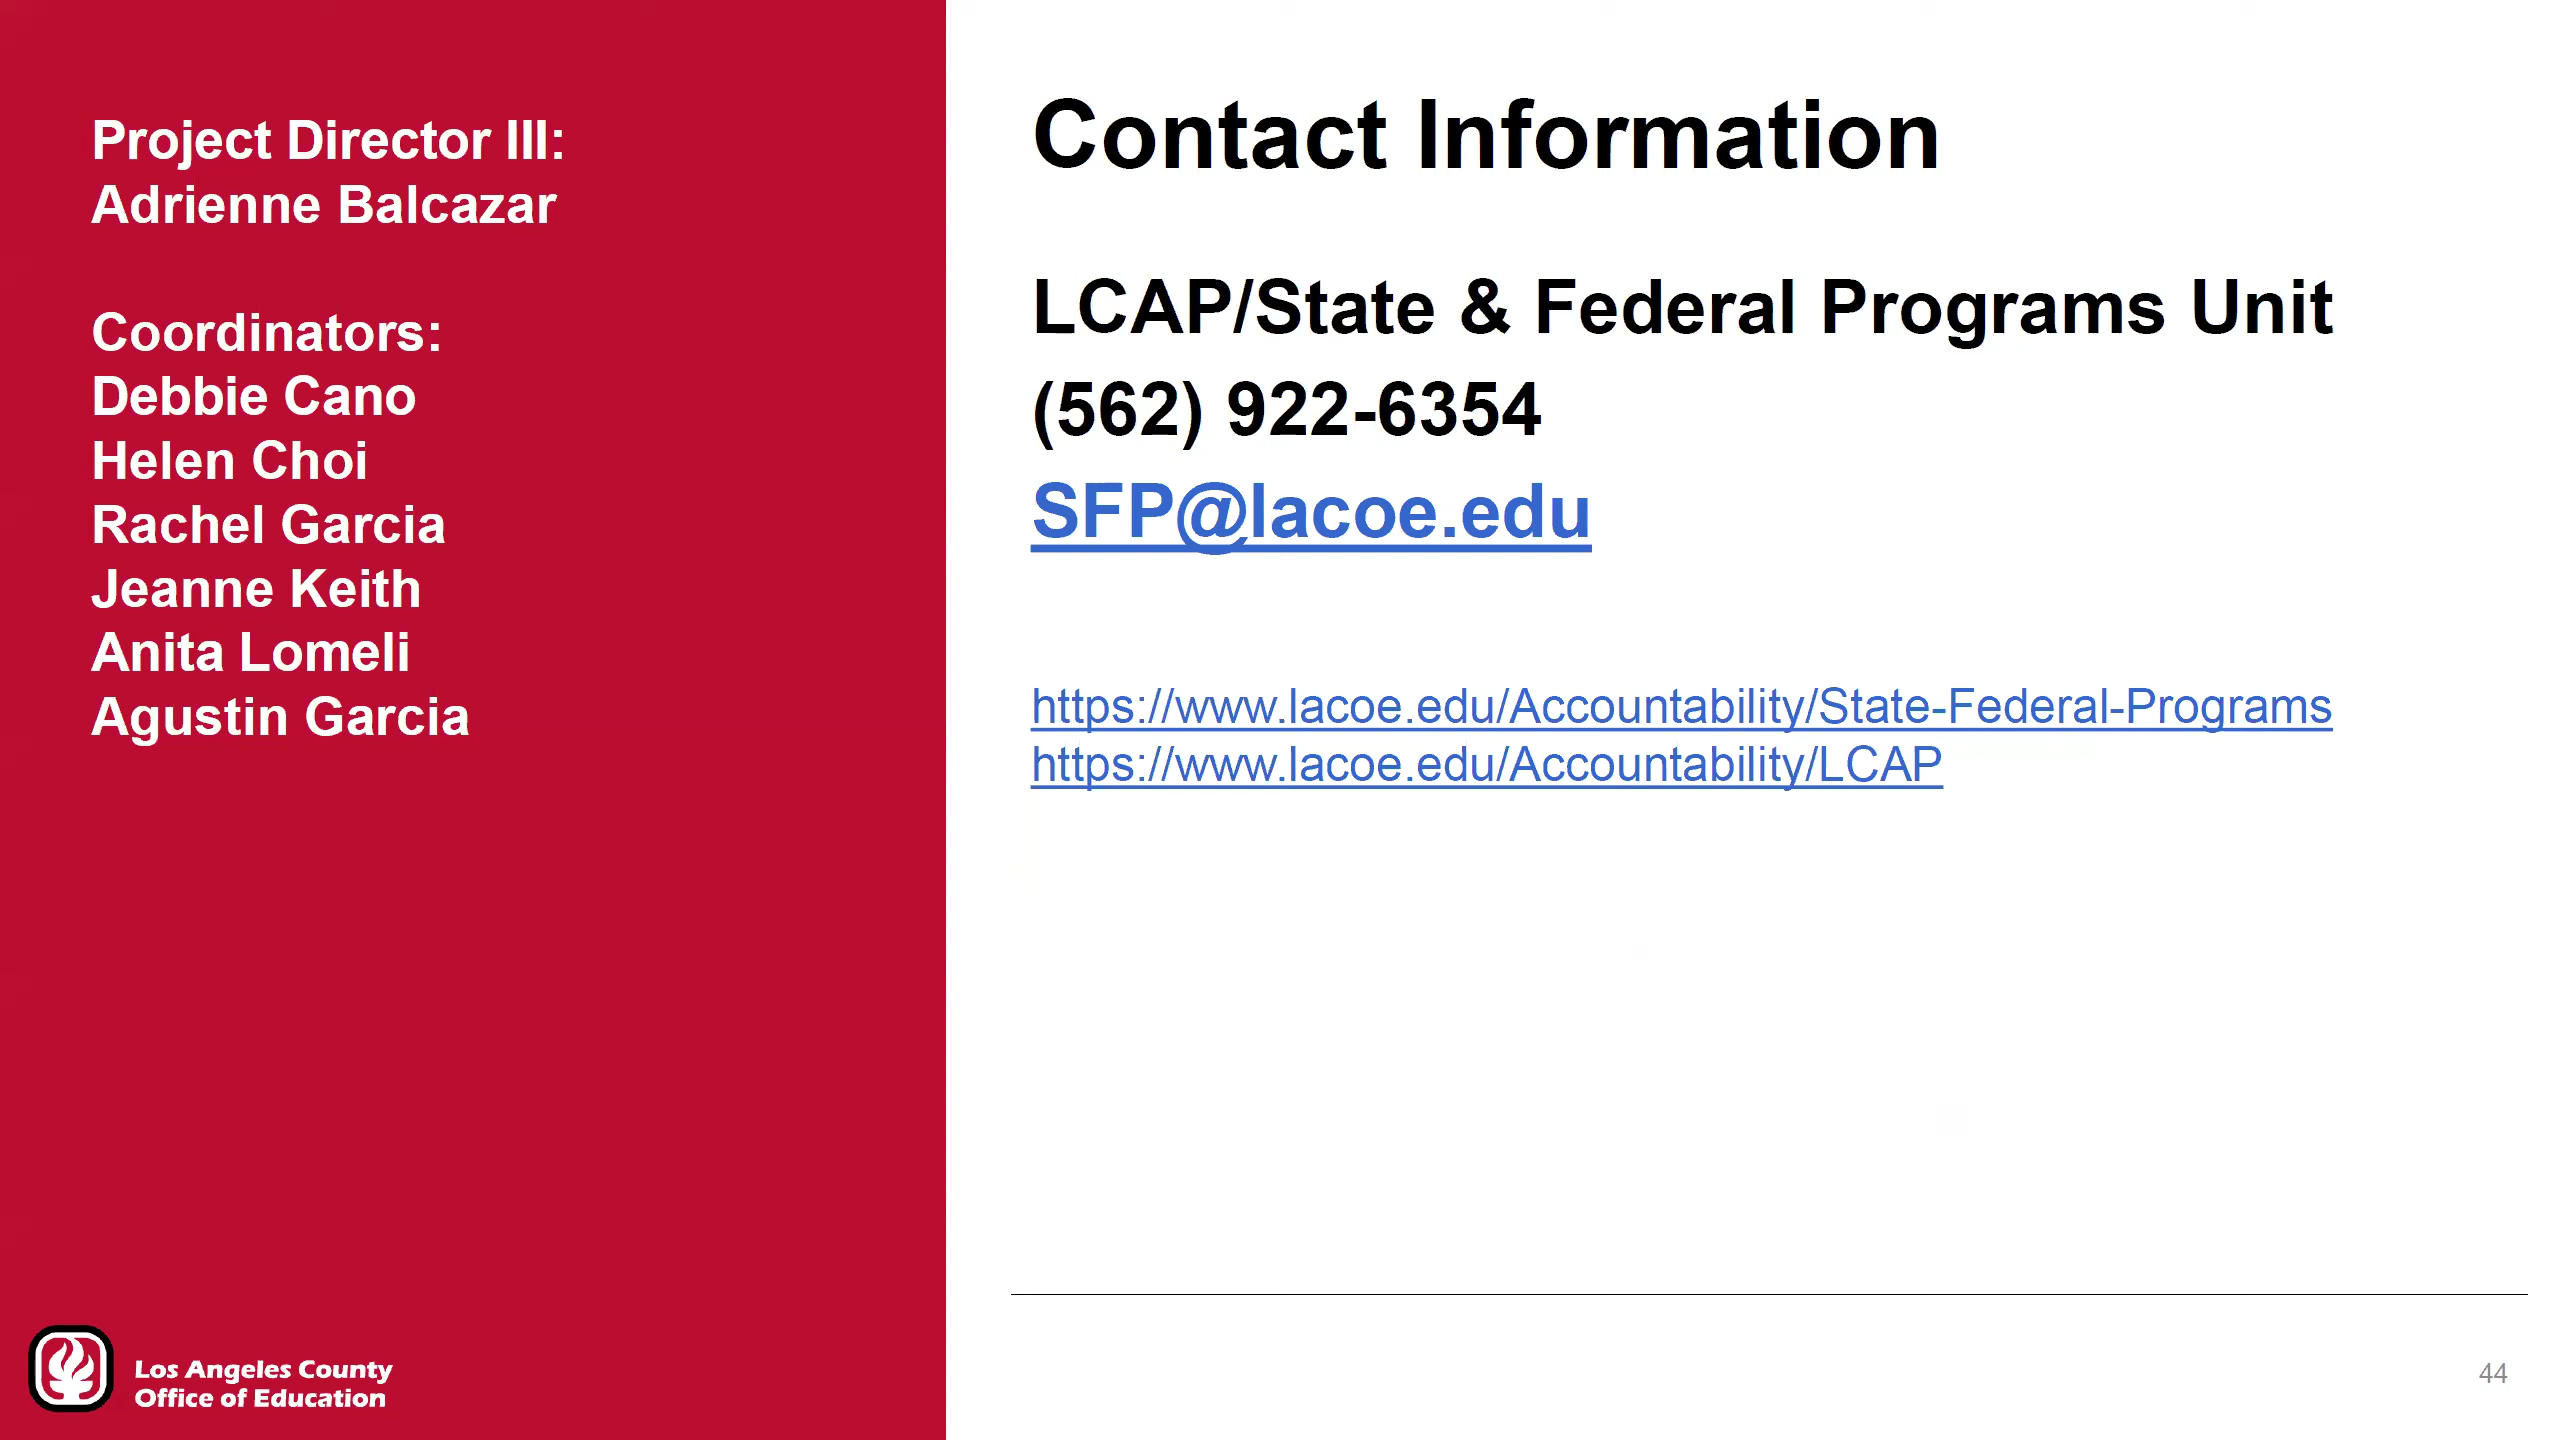 Project Director III:
Adrienne Balcazar
Coordinators:
Debbie Cano
Helen Choi
Rachel Garcia
Jeanne Keith
Anita Lomeli
Agustin Garcia
Los Angeles County
Office of Education
Contact Information
LCAP/State & Federal Programs Unit
(562) 922-6354
SFP@lacoe.edu
https://www.lacoe.edu/Accountability/State-Federal-Programs
https://www.lacoe.edu/Accountability/LCAP
44